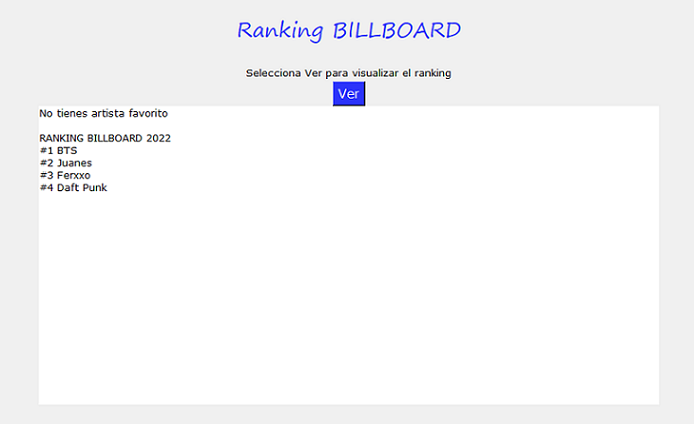 Ranking BILLBOARD
Selecciona Ver para visualizar el ranking
Ver
No tienes artista favorito
RANKING BILLBOARD 2022
#1 BTS
#2 Juanes
#3 Ferxxo
#4 Daft Punk